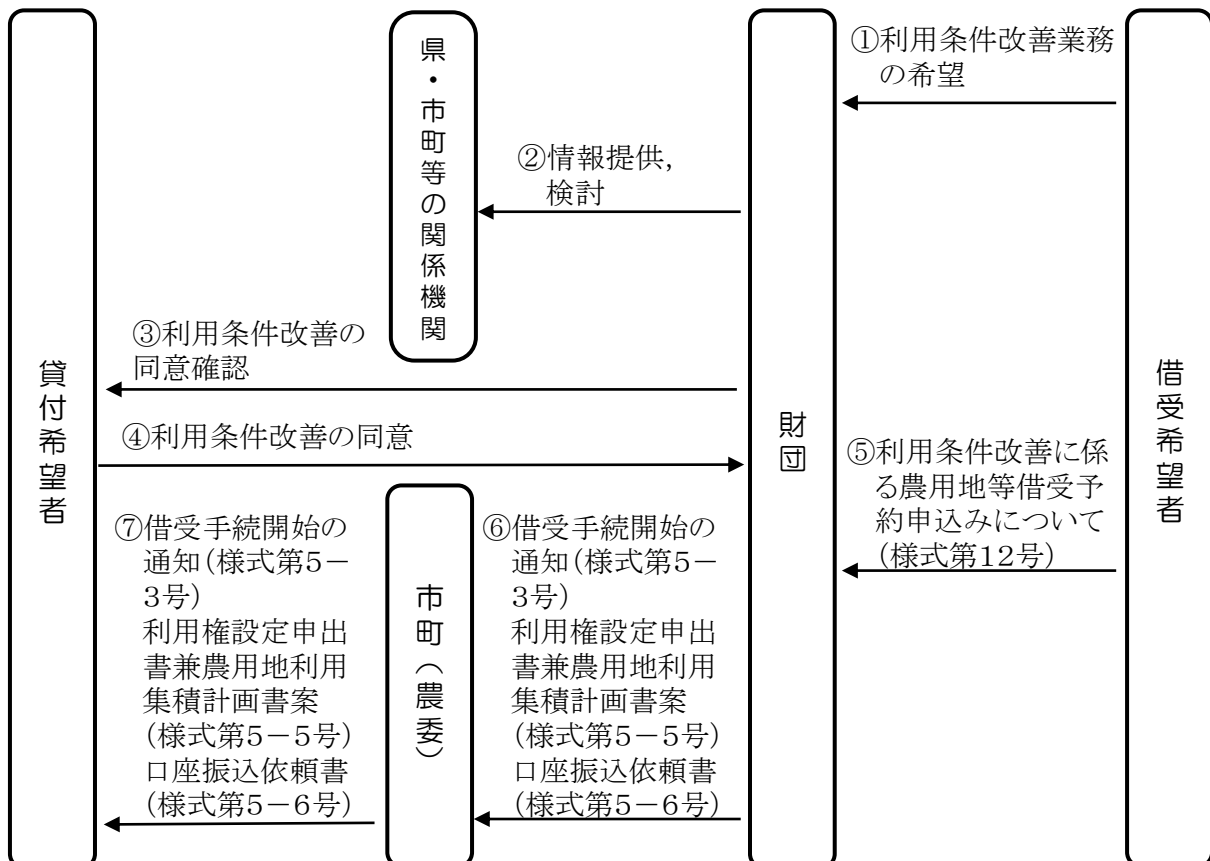 県・市町等の関係機関
①利用条件改善業務
の希望
②情報提供,
検討
③利用条件改善の
同意確認
貸付希望者
財団
借受希望者
④利用条件改善の同意
⑤利用条件改善に係
る農用地等借受予
約申込みについて
(様式第12号)
⑦借受手続開始の
通知(様式第5-
3号)
利用権設定申出
書兼農用地利用
集積計画書案
(様式第5-5号)
口座振込依頼書
(様式第5-6号)
市町(農委)
⑥借受手続開始の
通知(様式第5-
3号)
利用権設定申出
書兼農用地利用
集積計画書案
(様式第5-5号)
口座振込依頼書
(様式第5-6号)